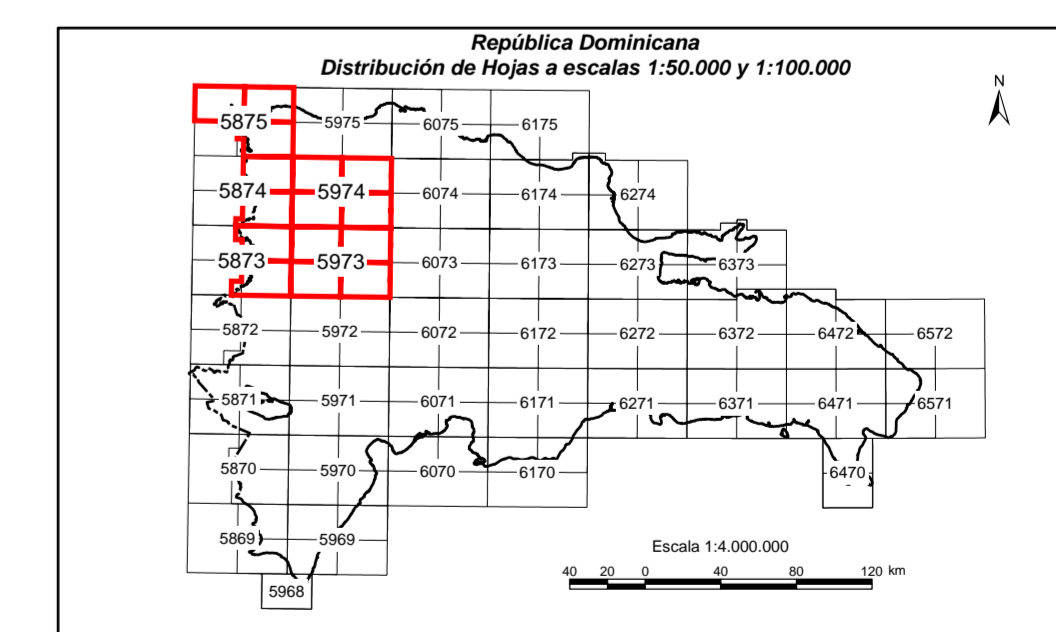 República Dominicana
Distribución de Hojas a escalas 1:50.000 y 1:100.000
N
5875 5975 6075 6175
5874 5974 6074 6174 6274
5873 5973 6073 6173 6273 6373
5872 5972 6072 6172 6272 6372 6472 6572
5871 5971 6071 6171 6271 6371 6471 6571
5870 5970 6070 6170 6470
5869 5969
Escala 1:4.000.000
40 20 0 40 80 120 km
5968